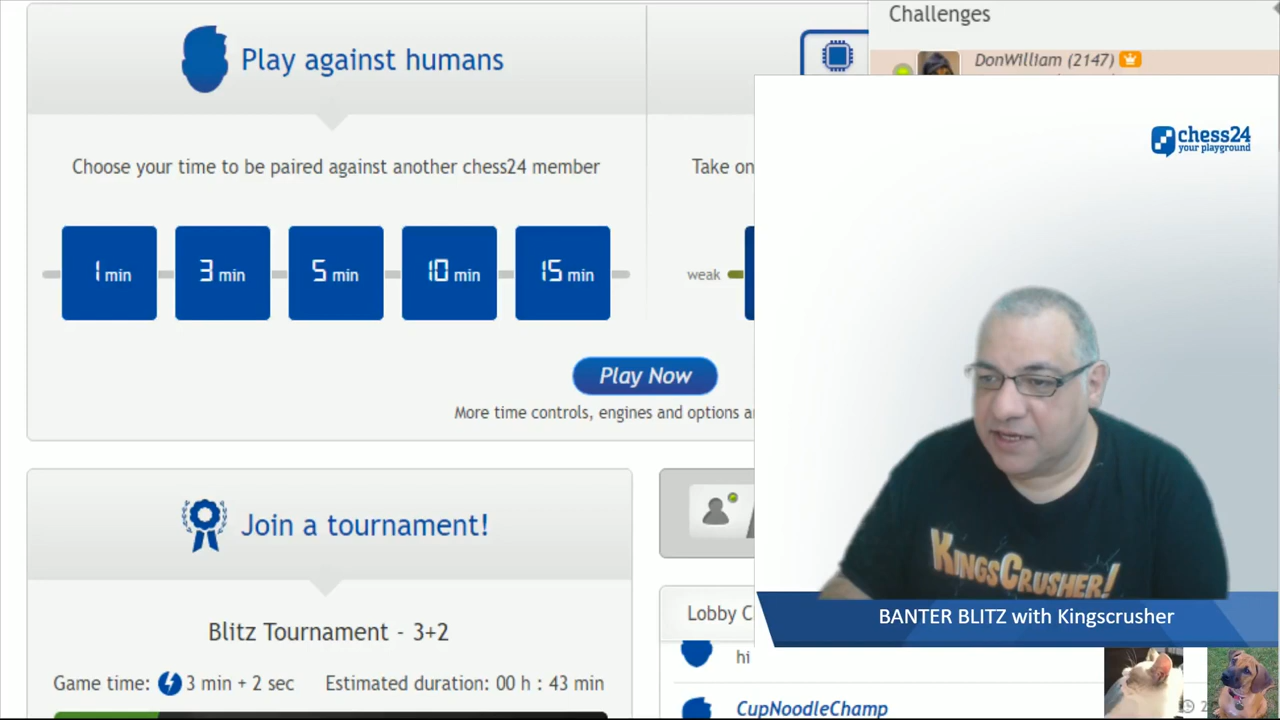 Play against humans
Choose your time to be paired against another chess24 member
1 min
3 min
5 min
10 min
15 min
Take on
weak
Play Now
More time controls, engines and options
Join a tournament!
Blitz Tournament - 3+2
Game time: 3 min + 2 sec
Estimated duration: 00 h : 43 min
Lobby
hi
CupNoodleChamp
Challenges
DonWilliam (2147)
chess24
your playground
KINGSCRUSHER!
BANTER BLITZ with Kingscrusher